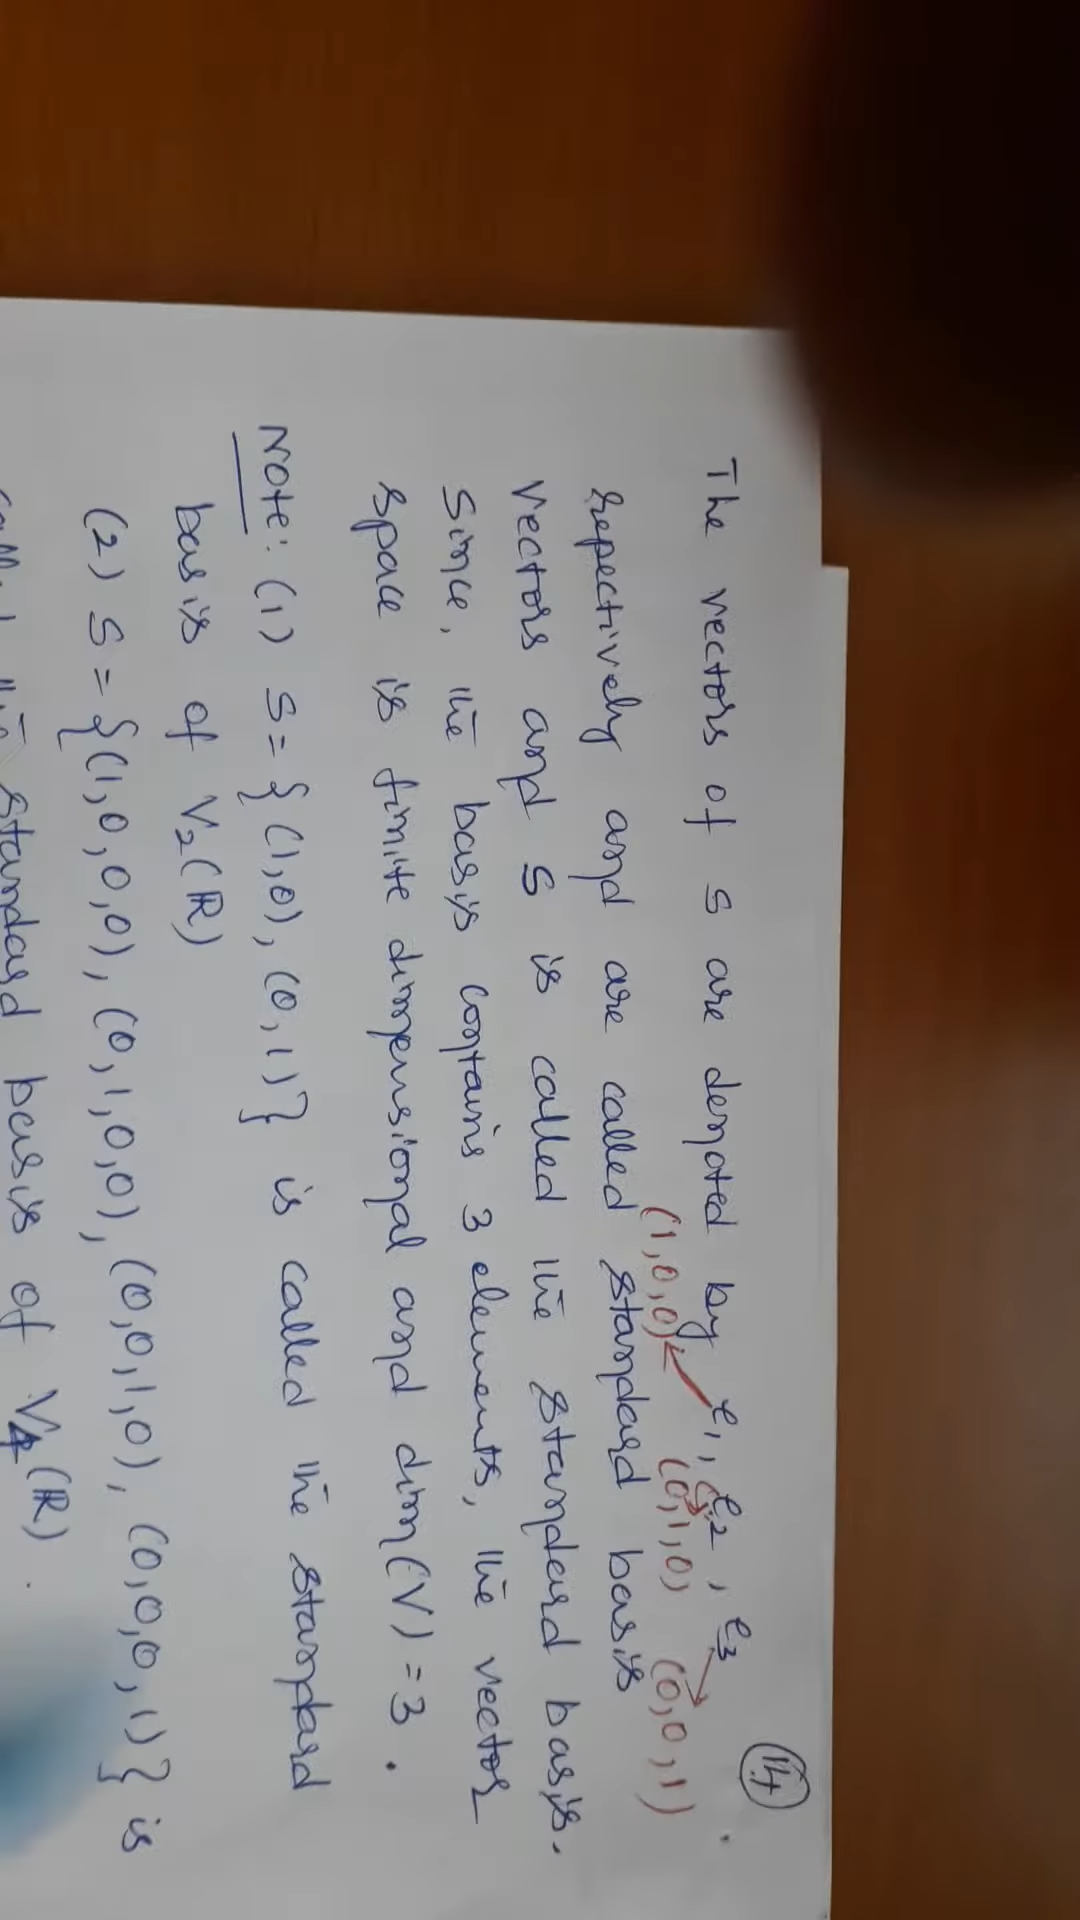 14
The vectors of S are denoted by e1, e2, e3.
(1,0,0) (0,1,0) (0,0,1)
repectively and are called standard basis
vectors and S is called the standard basis.
Since, the basis contains 3 elements, the vector
space is finite dimensional and dim(V) = 3.
Note: (1) S = {(1,0), (0,1)} is called the standard
basis of V2(R)
(2) S = {(1,0,0,0), (0,1,0,0), (0,0,1,0), (0,0,0,1)} is
called the standard basis of V4(R).